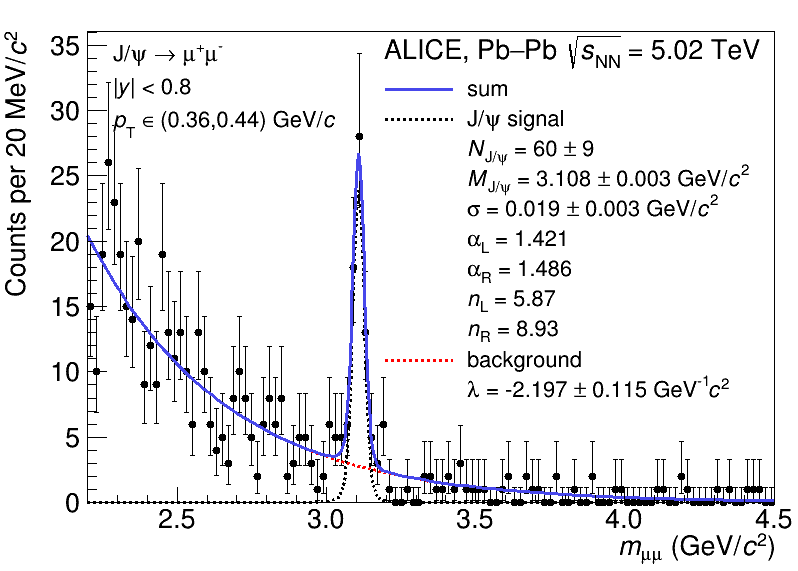 J/ψ → μ⁺μ⁻
|y| < 0.8
p_T ∈ (0.36,0.44) GeV/c
ALICE, Pb–Pb √s_NN = 5.02 TeV
sum
J/ψ signal
N_J/ψ = 60 ± 9
M_J/ψ = 3.108 ± 0.003 GeV/c²
σ = 0.019 ± 0.003 GeV/c²
α_L = 1.421
α_R = 1.486
n_L = 5.87
n_R = 8.93
background
λ = -2.197 ± 0.115 GeV⁻¹c²
Counts per 20 MeV/c²
35
30
25
20
15
10
5
0
2.5 3.0 3.5 4.0 4.5
m_μμ (GeV/c²)